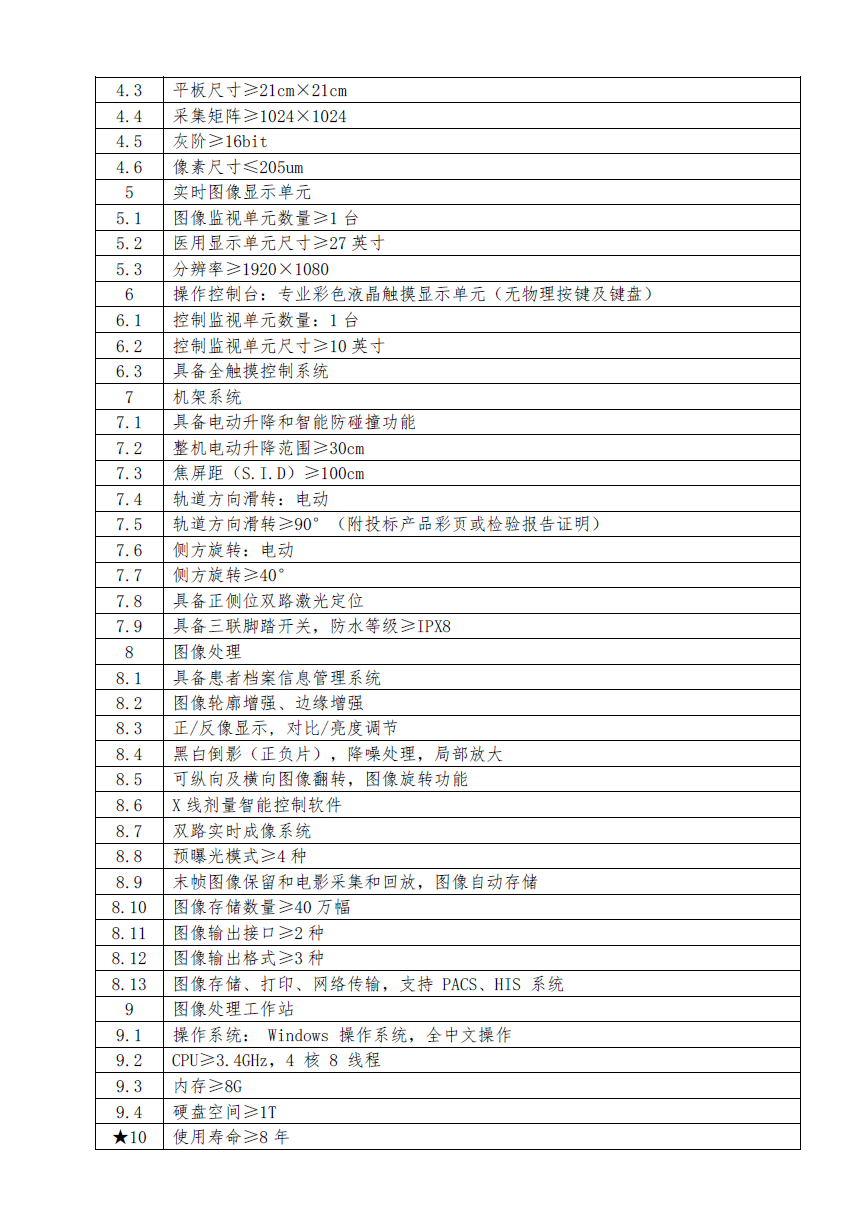 4.3 平板尺寸≥21cm×21cm
4.4 采集矩阵≥1024×1024
4.5 灰阶≥16bit
4.6 像素尺寸≤205um
5 实时图像显示单元
5.1 图像监视单元数量≥1 台
5.2 医用显示单元尺寸≥27 英寸
5.3 分辨率≥1920×1080
6 操作控制台：专业彩色液晶触摸显示单元（无物理按键及键盘）
6.1 控制监视单元数量：1 台
6.2 控制监视单元尺寸≥10 英寸
6.3 具备全触摸控制系统
7 机架系统
7.1 具备电动升降和智能防碰撞功能
7.2 整机电动升降范围≥30cm
7.3 焦屏距（S.I.D）≥100cm
7.4 轨道方向滑转：电动
7.5 轨道方向滑转≥90°（附投标产品彩页或检验报告证明）
7.6 侧方旋转：电动
7.7 侧方旋转≥40°
7.8 具备正侧位双路激光定位
7.9 具备三联脚踏开关，防水等级≥IPX8
8 图像处理
8.1 具备患者档案信息管理系统
8.2 图像轮廓增强、边缘增强
8.3 正/反像显示，对比/亮度调节
8.4 黑白倒影（正负片），降噪处理，局部放大
8.5 可纵向及横向图像翻转，图像旋转功能
8.6 X 线剂量智能控制软件
8.7 双路实时成像系统
8.8 预曝光模式≥4 种
8.9 末帧图像保留和电影采集和回放，图像自动存储
8.10 图像存储数量≥40 万幅
8.11 图像输出接口≥2 种
8.12 图像输出格式≥3 种
8.13 图像存储、打印、网络传输，支持 PACS、HIS 系统
9 图像处理工作站
9.1 操作系统： Windows 操作系统，全中文操作
9.2 CPU≥3.4GHz，4 核 8 线程
9.3 内存≥8G
9.4 硬盘空间≥1T
★10 使用寿命≥8 年